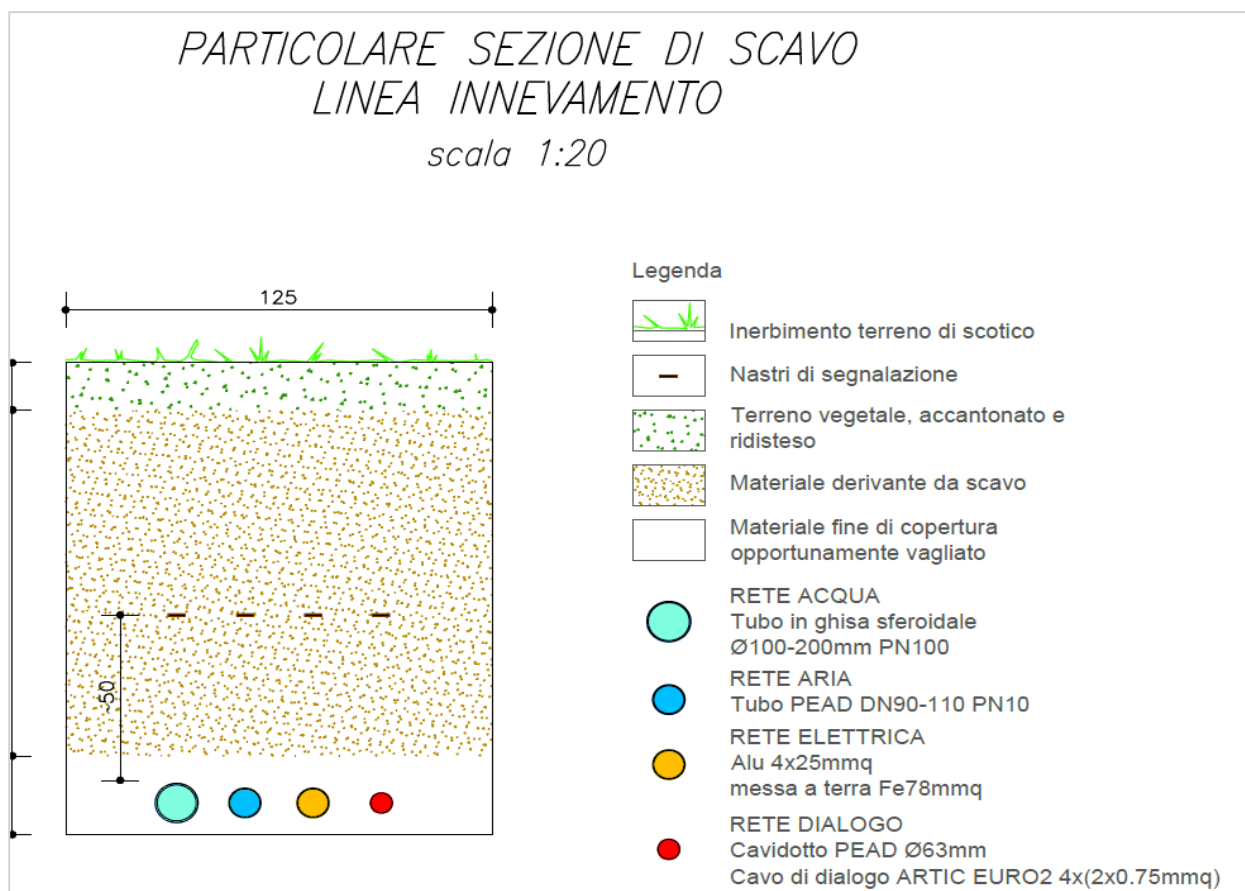 PARTICOLARE SEZIONE DI SCAVO
LINEA INNEVAMENTO
scala 1:20
125
~50
Legenda
Inerbimento terreno di scotico
Nastri di segnalazione
Terreno vegetale, accantonato e
ridisteso
Materiale derivante da scavo
Materiale fine di copertura
opportunamente vagliato
RETE ACQUA
Tubo in ghisa sferoidale
Ø100-200mm PN100
RETE ARIA
Tubo PEAD DN90-110 PN10
RETE ELETTRICA
Alu 4x25mmq
messa a terra Fe78mmq
RETE DIALOGO
Cavidotto PEAD Ø63mm
Cavo di dialogo ARTIC EURO2 4x(2x0.75mmq)